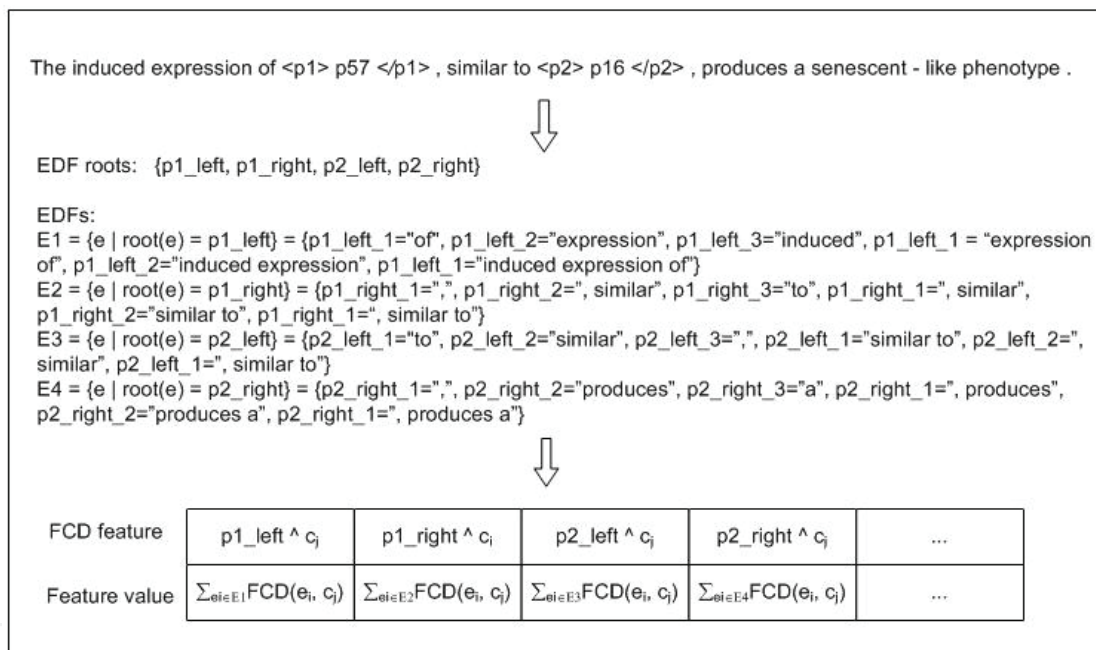 The induced expression of <p1> p57 </p1> , similar to <p2> p16 </p2> , produces a senescent - like phenotype .
EDF roots: {p1_left, p1_right, p2_left, p2_right}
EDFs:
E1 = {e | root(e) = p1_left} = {p1_left_1="of", p1_left_2="expression", p1_left_3="induced", p1_left_1 = "expression
of", p1_left_2="induced expression", p1_left_1="induced expression of"}
E2 = {e | root(e) = p1_right} = {p1_right_1=",", p1_right_2=", similar", p1_right_3="to", p1_right_1=", similar",
p1_right_2="similar to", p1_right_1=", similar to"}
E3 = {e | root(e) = p2_left} = {p2_left_1="to", p2_left_2="similar", p2_left_3=",", p2_left_1="similar to", p2_left_2=",
similar", p2_left_1=", similar to"}
E4 = {e | root(e) = p2_right} = {p2_right_1=",", p2_right_2="produces", p2_right_3="a", p2_right_1=", produces",
p2_right_2="produces a", p2_right_1=", produces a"}
FCD feature p1_left ^ cj p1_right ^ ci p2_left ^ cj p2_right ^ cj ...
Feature value ∑ei∈E1FCD(ei, cj) ∑ei∈E2FCD(ei, cj) ∑ei∈E3FCD(ei, cj) ∑ei∈E4FCD(ei, cj) ...